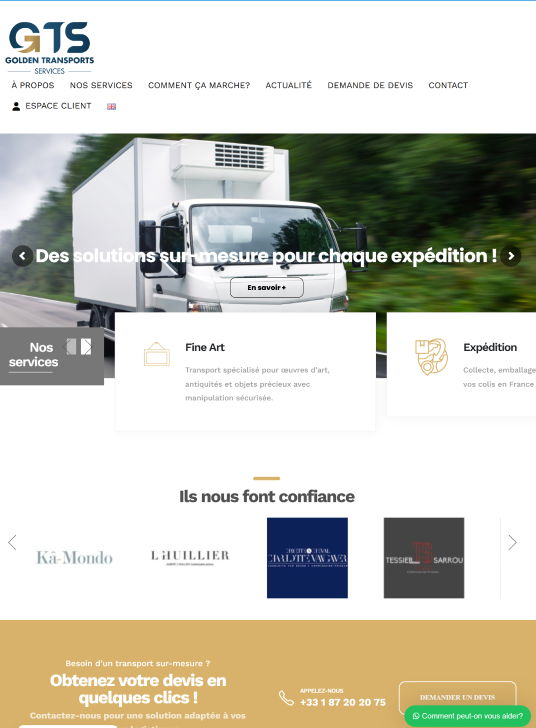 GTS
GOLDEN TRANSPORTS
SERVICES
À PROPOS
NOS SERVICES
COMMENT ÇA MARCHE?
ACTUALITÉ
DEMANDE DE DEVIS
CONTACT
ESPACE CLIENT
Des solutions sur-mesure pour chaque expédition !
En savoir +
Nos
services
Fine Art
Transport spécialisé pour œuvres d'art,
antiquités et objets précieux avec
manipulation sécurisée.
Expédition
Collecte, emballage
vos colis en France
Ils nous font confiance
Kâ-Mondo
L'HUILLIER
TESSIER SARROU
Besoin d'un transport sur-mesure ?
Obtenez votre devis en
quelques clics !
Contactez-nous pour une solution adaptée à vos
APPELEZ-NOUS
+33 1 87 20 20 75
DEMANDER UN DEVIS
Comment peut-on vous aider?